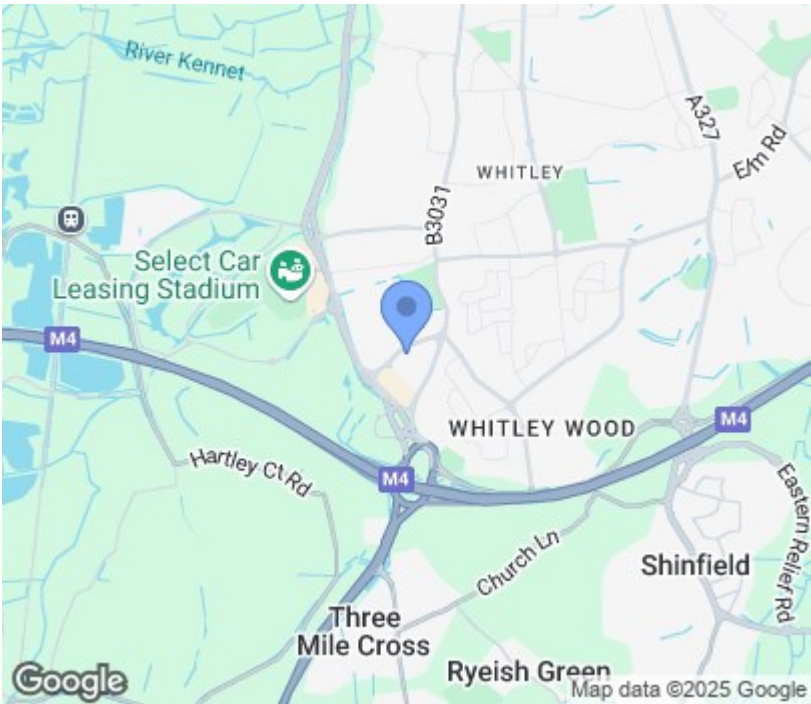 River Kennet
WHITLEY
A327
E/m Rd
B3031
Select Car
Leasing Stadium
M4
WHITLEY WOOD
M4
Hartley Ct Rd
M4
Eastern Relief Rd
Church Ln
Shinfield
Three
Mile Cross
Ryeish Green
Google
Map data ©2025 Google